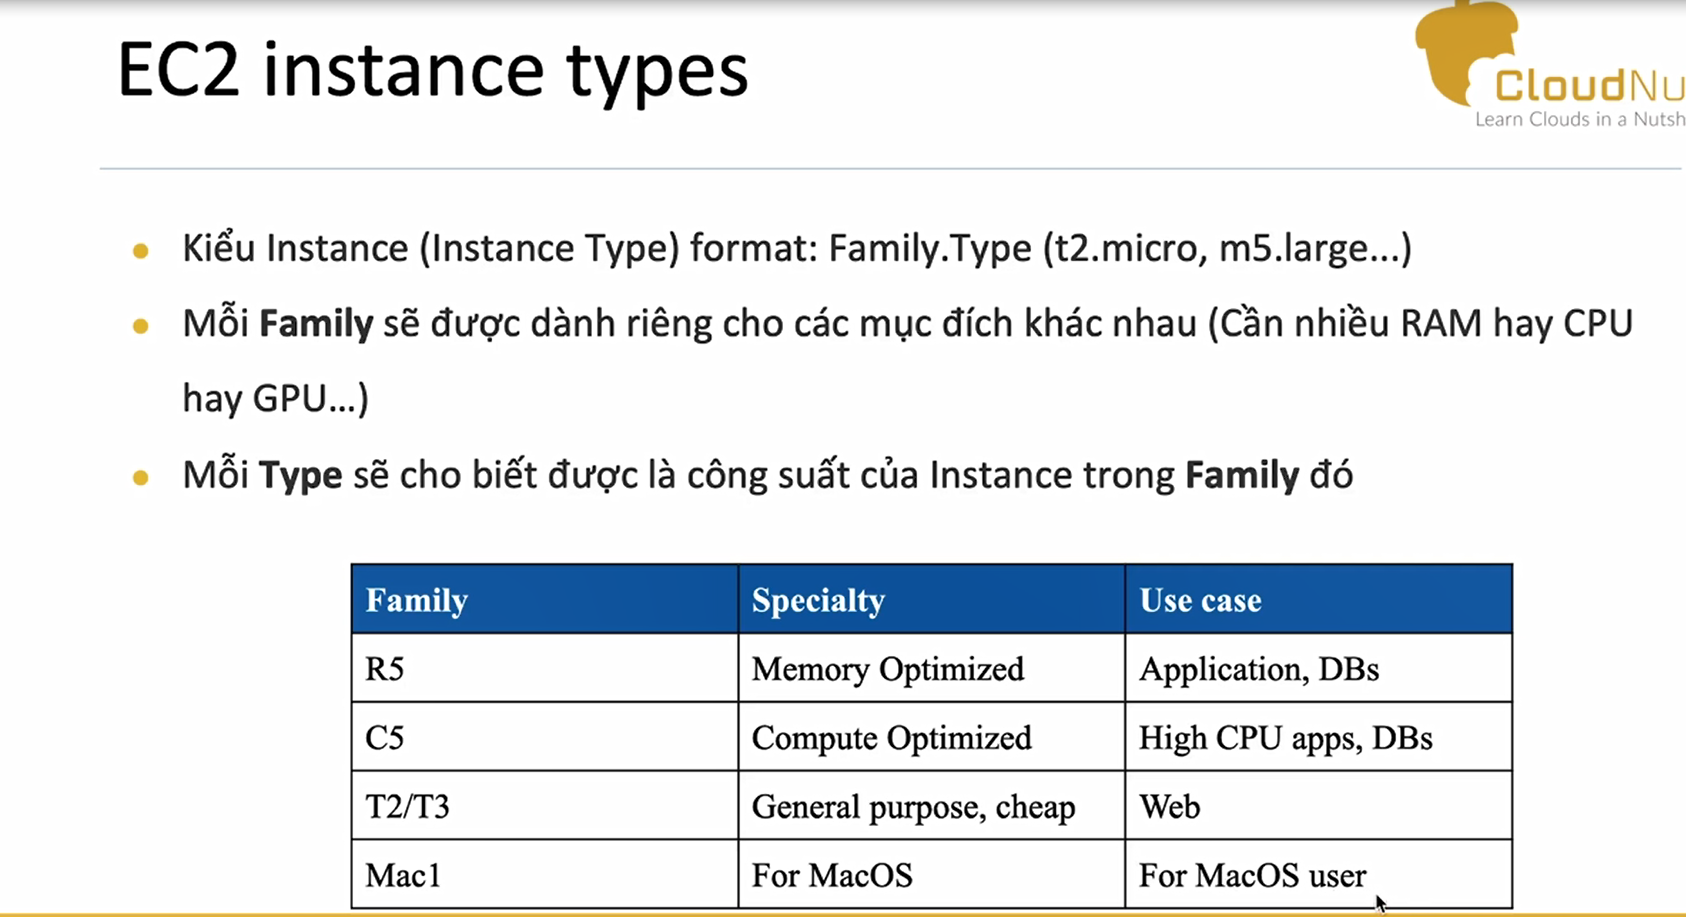 EC2 instance types
CloudNu
Learn Clouds in a Nutsh
Kiểu Instance (Instance Type) format: Family.Type (t2.micro, m5.large...)
Mỗi Family sẽ được dành riêng cho các mục đích khác nhau (Cần nhiều RAM hay CPU
hay GPU...)
Mỗi Type sẽ cho biết được là công suất của Instance trong Family đó
Family Specialty Use case
R5 Memory Optimized Application, DBs
C5 Compute Optimized High CPU apps, DBs
T2/T3 General purpose, cheap Web
Mac1 For MacOS For MacOS user